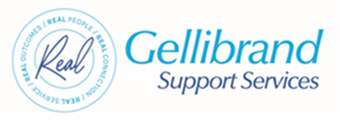 REAL PEOPLE / REAL CONNECTION / REAL SERVICE / REAL OUTCOMES /
Real
Gellibrand
Support Services